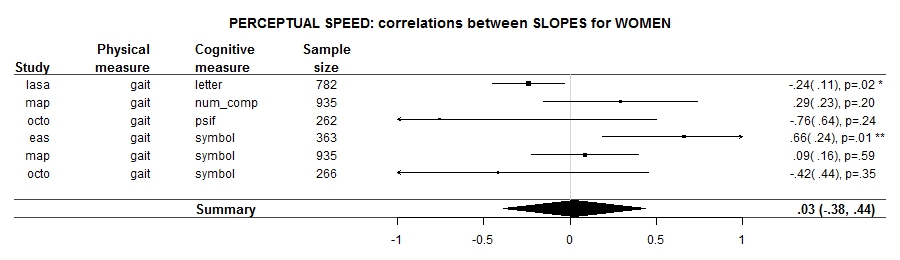 PERCEPTUAL SPEED: correlations between SLOPES for WOMEN
Physical Cognitive Sample
Study measure measure size
lasa gait letter 782 -.24( .11), p=.02 *
map gait num_comp 935 .29( .23), p=.20
octo gait psif 262 -.76( .64), p=.24
eas gait symbol 363 .66( .24), p=.01 **
map gait symbol 935 .09( .16), p=.59
octo gait symbol 266 -.42( .44), p=.35
Summary .03 (-.38, .44)
-1 -0.5 0 0.5 1